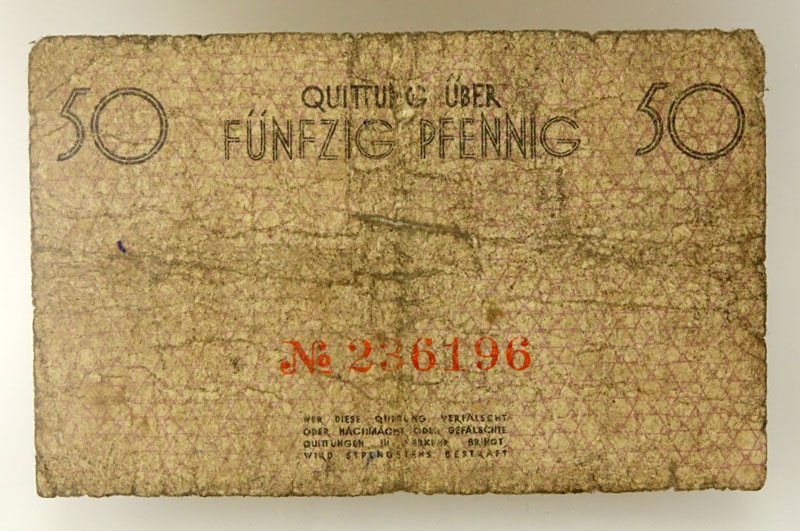 50 QUITTUNG ÜBER 50
FÜNFZIG PFENNIG
№ 236196
WER DIESE QUITTUNG VERFÄLSCHT
ODER NACHMACHT ODER GEFÄLSCHTE
QUITTUNGEN IN VERKEHR BRINGT,
WIRD STRENGSTENS BESTRAFT